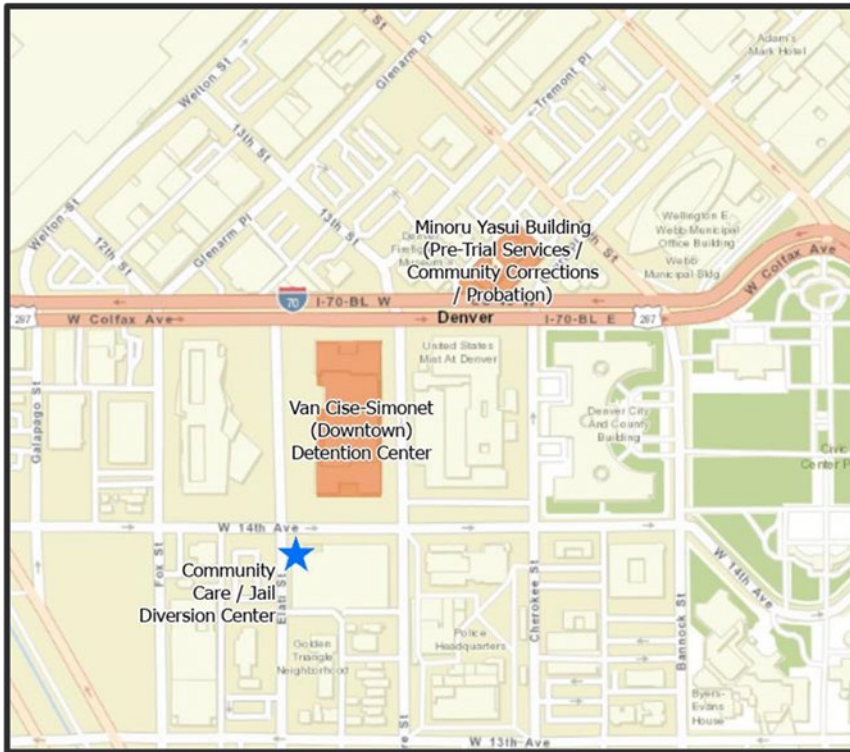 Adam's
Mark Hotel
Welton St
Glenarm Pl
Tremont Pl
13th St
13th St
Welton St
12th St
Glenarm Pl
Minoru Yasui Building
(Pre-Trial Services /
Community Corrections
/ Probation)
Wellington E.
Webb Municipal
Office Building
Webb
Municipal Bldg
W Colfax Ave
70
I-70-BL W
287
W Colfax Ave
Denver
I-70-BL E
287
United States
Mist At Denver
Van Cise-Simonet
(Downtown)
Detention Center
Denver City
And County
Building
Civic
Center P
Galapago St
W 14th Ave
Community
Care / Jail
Diversion Center
Fox St
Elati St
Golden
Triangle
Neighborhood
Police
Headquarters
Cherokee St
Bannock St
W 14th Ave
Byers-
Evans
House
re St
W 13th Ave